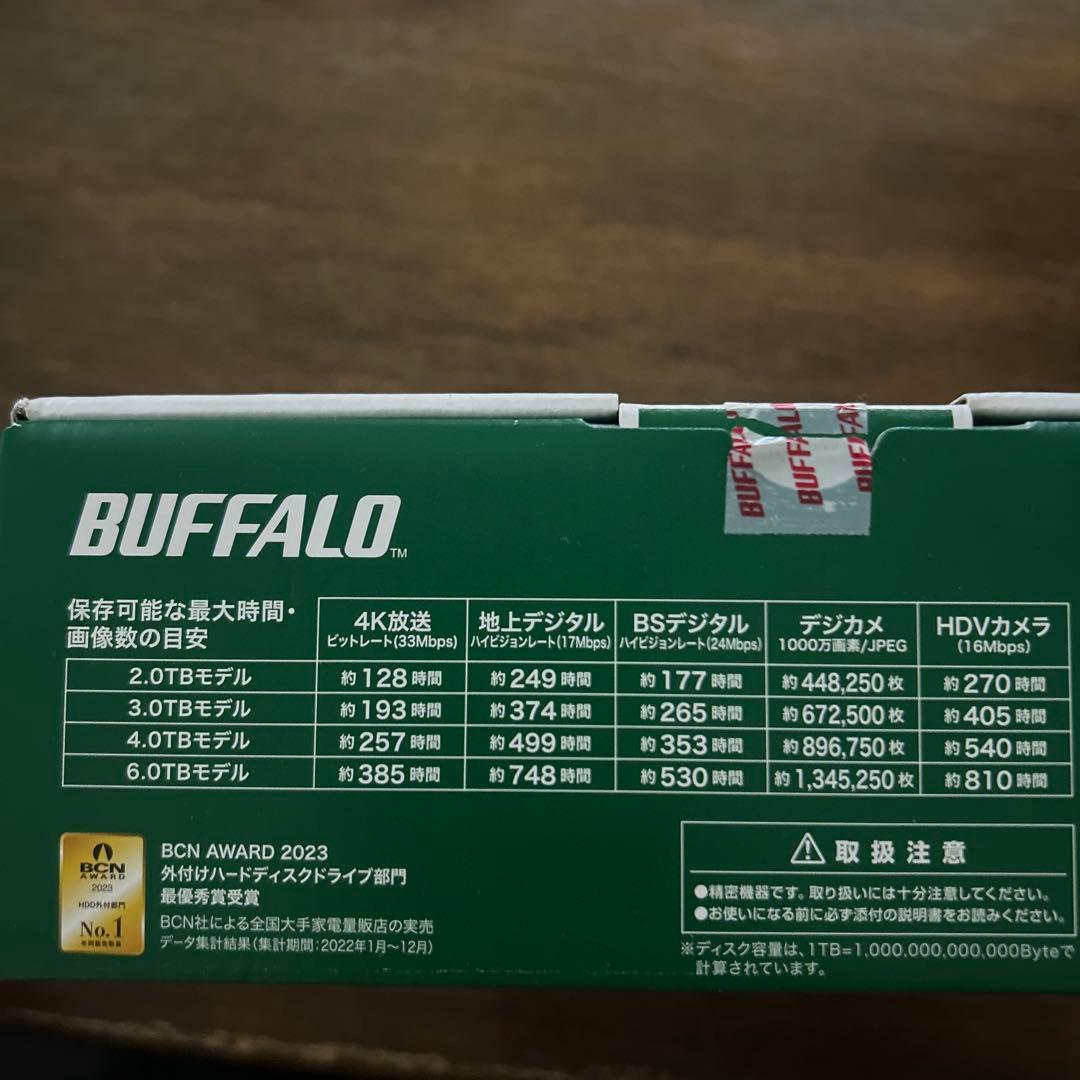 BUFFALO BUFFALO BUFFALO
BUFFALO™
保存可能な最大時間・
画像数の目安
4K放送
ビットレート(33Mbps)
地上デジタル
ハイビジョンレート(17Mbps)
BSデジタル
ハイビジョンレート(24Mbps)
デジカメ
1000万画素/JPEG
HDVカメラ
(16Mbps)
2.0TBモデル 約128時間 約249時間 約177時間 約448,250枚 約270時間
3.0TBモデル 約193時間 約374時間 約265時間 約672,500枚 約405時間
4.0TBモデル 約257時間 約499時間 約353時間 約896,750枚 約540時間
6.0TBモデル 約385時間 約748時間 約530時間 約1,345,250枚 約810時間
BCN
AWARD
2023
HDD外付部門
No.1
年間最多販売
BCN AWARD 2023
外付けハードディスクドライブ部門
最優秀賞受賞
BCN社による全国大手家電量販店の実売
データ集計結果(集計期間:2022年1月〜12月)
取扱注意
●精密機器です。取り扱いには十分注意してください。
●お使いになる前に必ず添付の説明書をお読みください。
※ディスク容量は、1TB=1,000,000,000,000Byteで
計算されています。